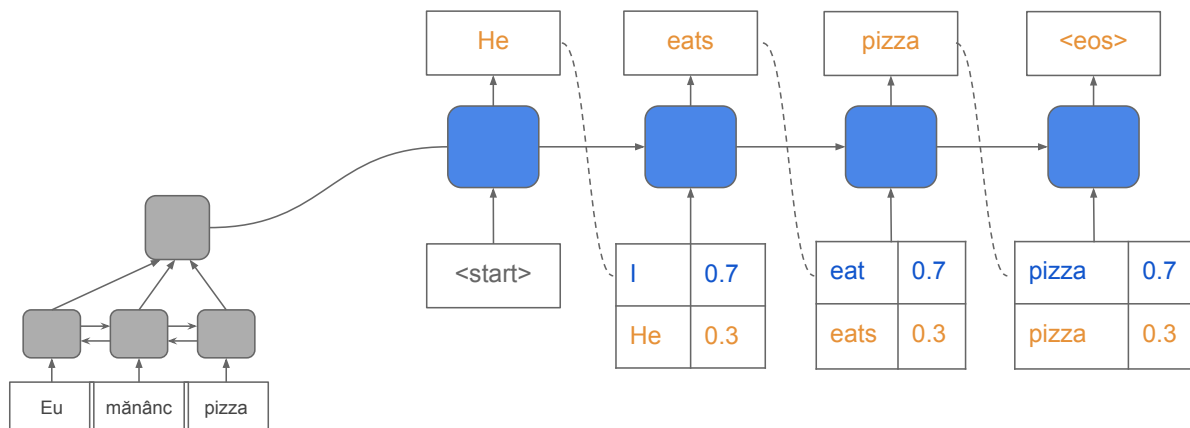 He eats pizza <eos>
<start>
I 0.7 eat 0.7 pizza 0.7
He 0.3 eats 0.3 pizza 0.3
Eu mănânc pizza